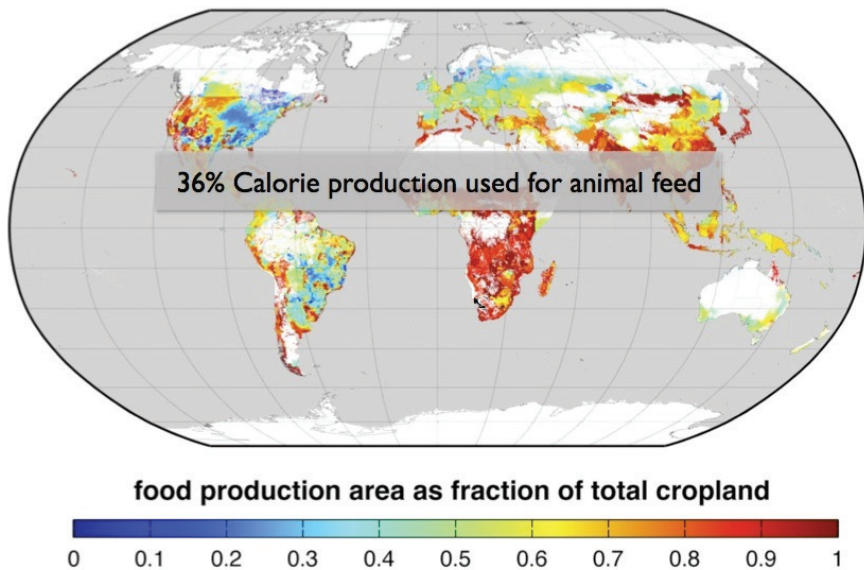 36% Calorie production used for animal feed
food production area as fraction of total cropland
0 0.1 0.2 0.3 0.4 0.5 0.6 0.7 0.8 0.9 1